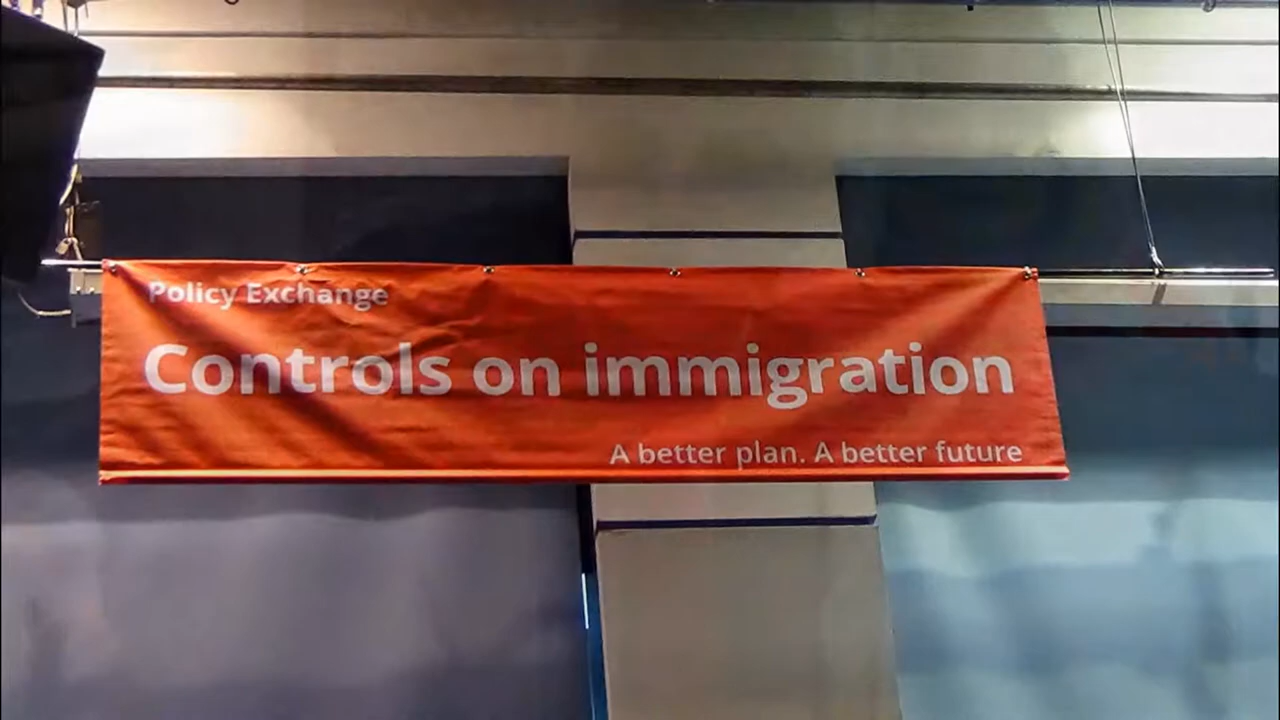 Policy Exchange
Controls on immigration
A better plan. A better future